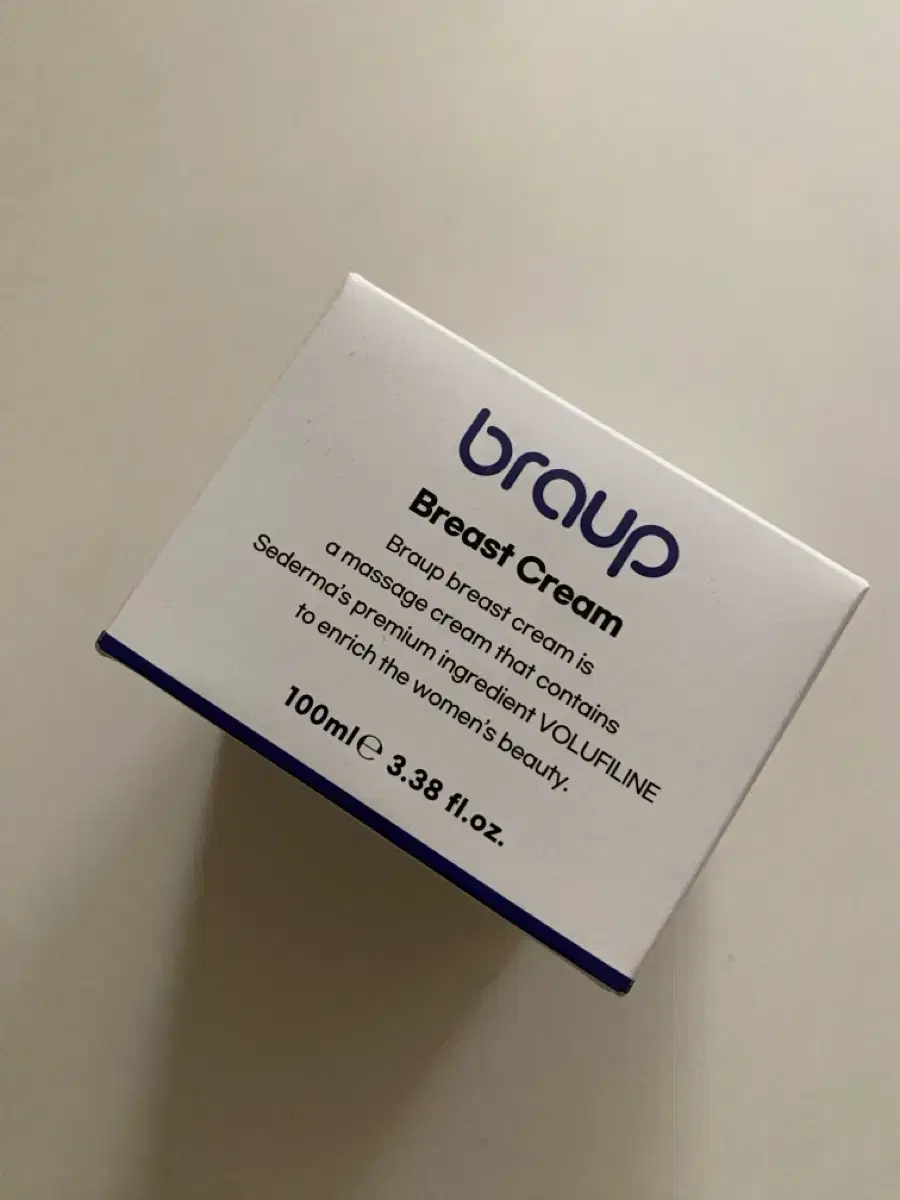 braup
Breast Cream
Braup breast cream is
a massage cream that contains
Sederma's premium ingredient VOLUFILINE
to enrich the women's beauty.
100ml℮ 3.38 fl.oz.